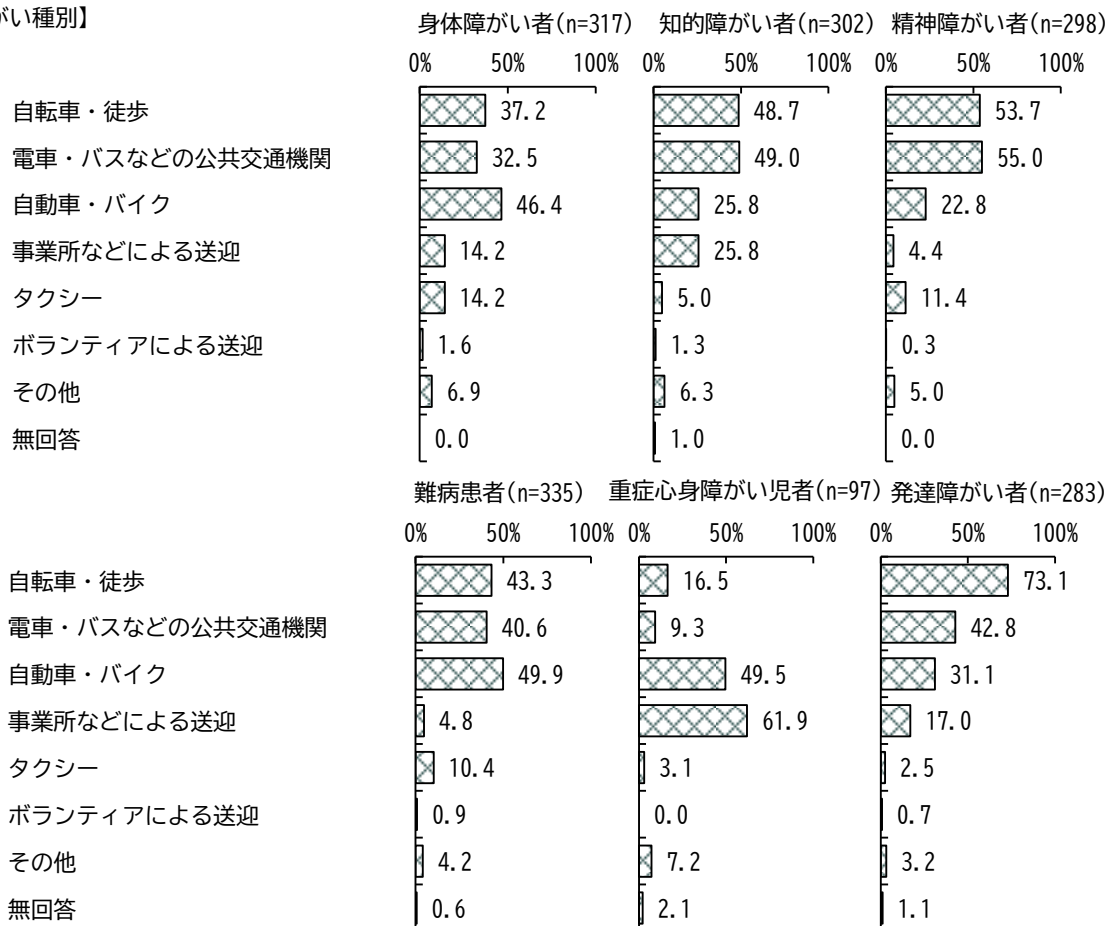 がい種別】
身体障がい者(n=317) 知的障がい者(n=302) 精神障がい者(n=298)
0% 50% 100% 0% 50% 100% 0% 50% 100%
自転車・徒歩 37.2 48.7 53.7
電車・バスなどの公共交通機関 32.5 49.0 55.0
自動車・バイク 46.4 25.8 22.8
事業所などによる送迎 14.2 25.8 4.4
タクシー 14.2 5.0 11.4
ボランティアによる送迎 1.6 1.3 0.3
その他 6.9 6.3 5.0
無回答 0.0 1.0 0.0
難病患者(n=335) 重症心身障がい児者(n=97) 発達障がい者(n=283)
0% 50% 100% 0% 50% 100% 0% 50% 100%
自転車・徒歩 43.3 16.5 73.1
電車・バスなどの公共交通機関 40.6 9.3 42.8
自動車・バイク 49.9 49.5 31.1
事業所などによる送迎 4.8 61.9 17.0
タクシー 10.4 3.1 2.5
ボランティアによる送迎 0.9 0.0 0.7
その他 4.2 7.2 3.2
無回答 0.6 2.1 1.1